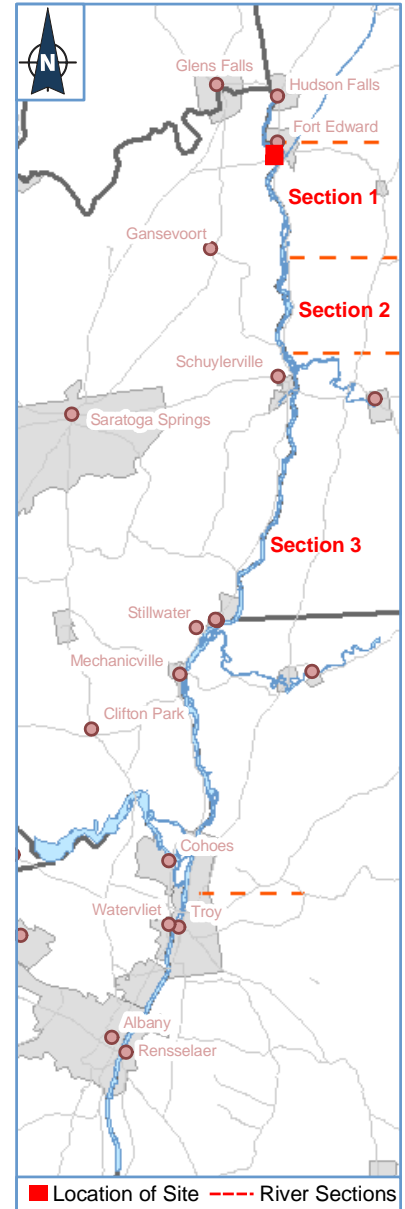 N
Glens Falls
Hudson Falls
Fort Edward
Section 1
Gansevoort
Section 2
Schuylerville
Saratoga Springs
Section 3
Stillwater
Mechanicville
Clifton Park
Cohoes
Watervliet
Troy
Albany
Rensselaer
Location of Site
River Sections